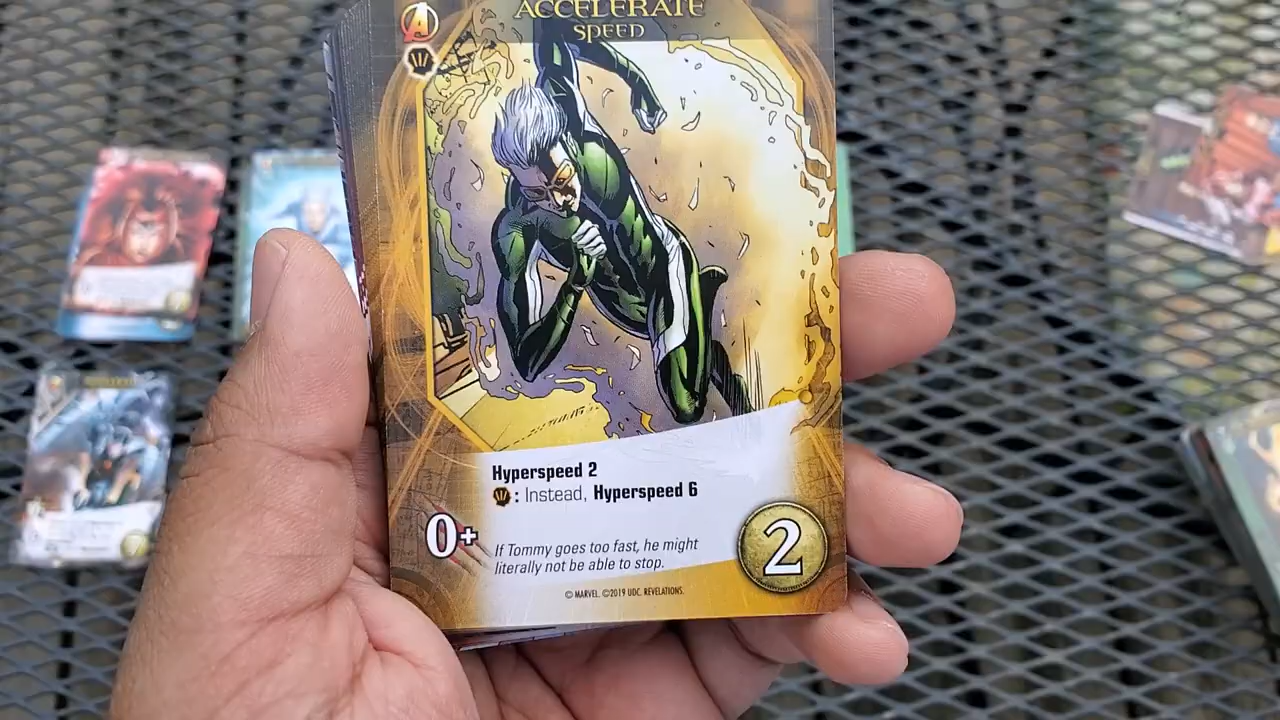 ACCELERATE
SPEED
Hyperspeed 2
: Instead, Hyperspeed 6
0+
2
If Tommy goes too fast, he might
literally not be able to stop.
© MARVEL. ©2019 UDC. REVELATIONS.